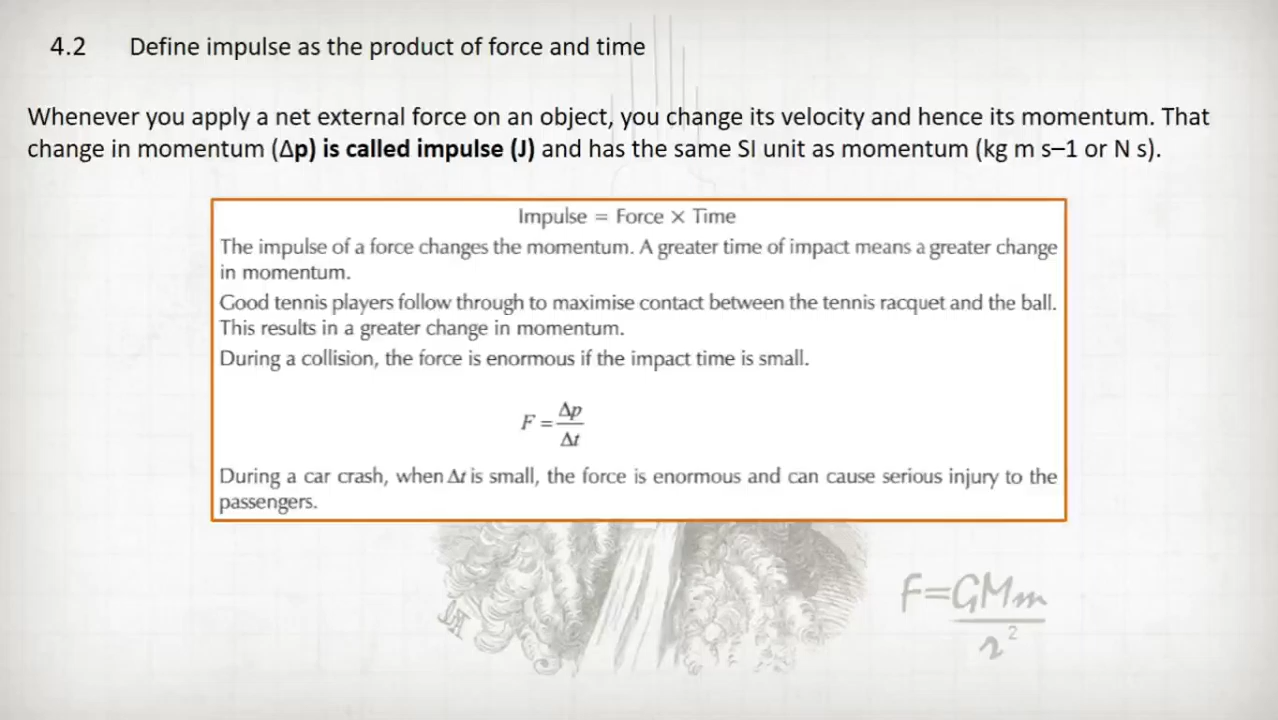 4.2 Define impulse as the product of force and time
Whenever you apply a net external force on an object, you change its velocity and hence its momentum. That
change in momentum (Δp) is called impulse (J) and has the same SI unit as momentum (kg m s–1 or N s).
Impulse = Force × Time
The impulse of a force changes the momentum. A greater time of impact means a greater change
in momentum.
Good tennis players follow through to maximise contact between the tennis racquet and the ball.
This results in a greater change in momentum.
During a collision, the force is enormous if the impact time is small.
F = Δp
Δt
During a car crash, when Δt is small, the force is enormous and can cause serious injury to the
passengers.
F=GMm
r²